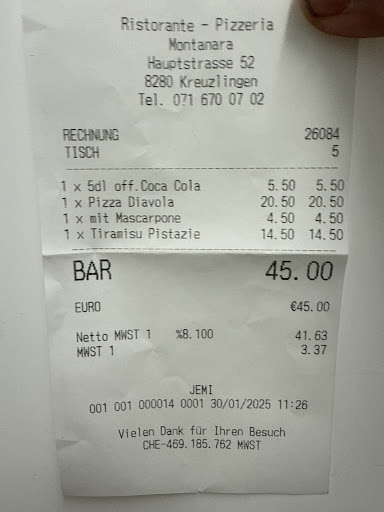 Ristorante - Pizzeria
Montanara
Hauptstrasse 52
8280 Kreuzlingen
Tel. 071 670 07 02
RECHNUNG 26084
TISCH 5
1 x 5dl off.Coca Cola 5.50 5.50
1 x Pizza Diavola 20.50 20.50
1 x mit Mascarpone 4.50 4.50
1 x Tiramisu Pistazie 14.50 14.50
BAR 45.00
EURO €45.00
Netto MWST 1 %8.100 41.63
MWST 1 3.37
JEMI
001 001 000014 0001 30/01/2025 11:26
Vielen Dank für Ihren Besuch
CHE-469.185.762 MWST